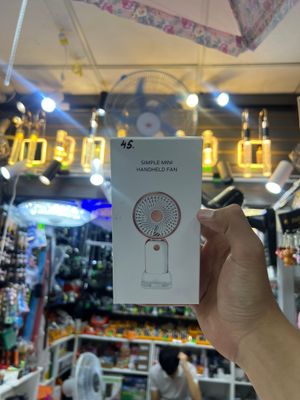 45.
SIMPLE MINI
HANDHELD FAN